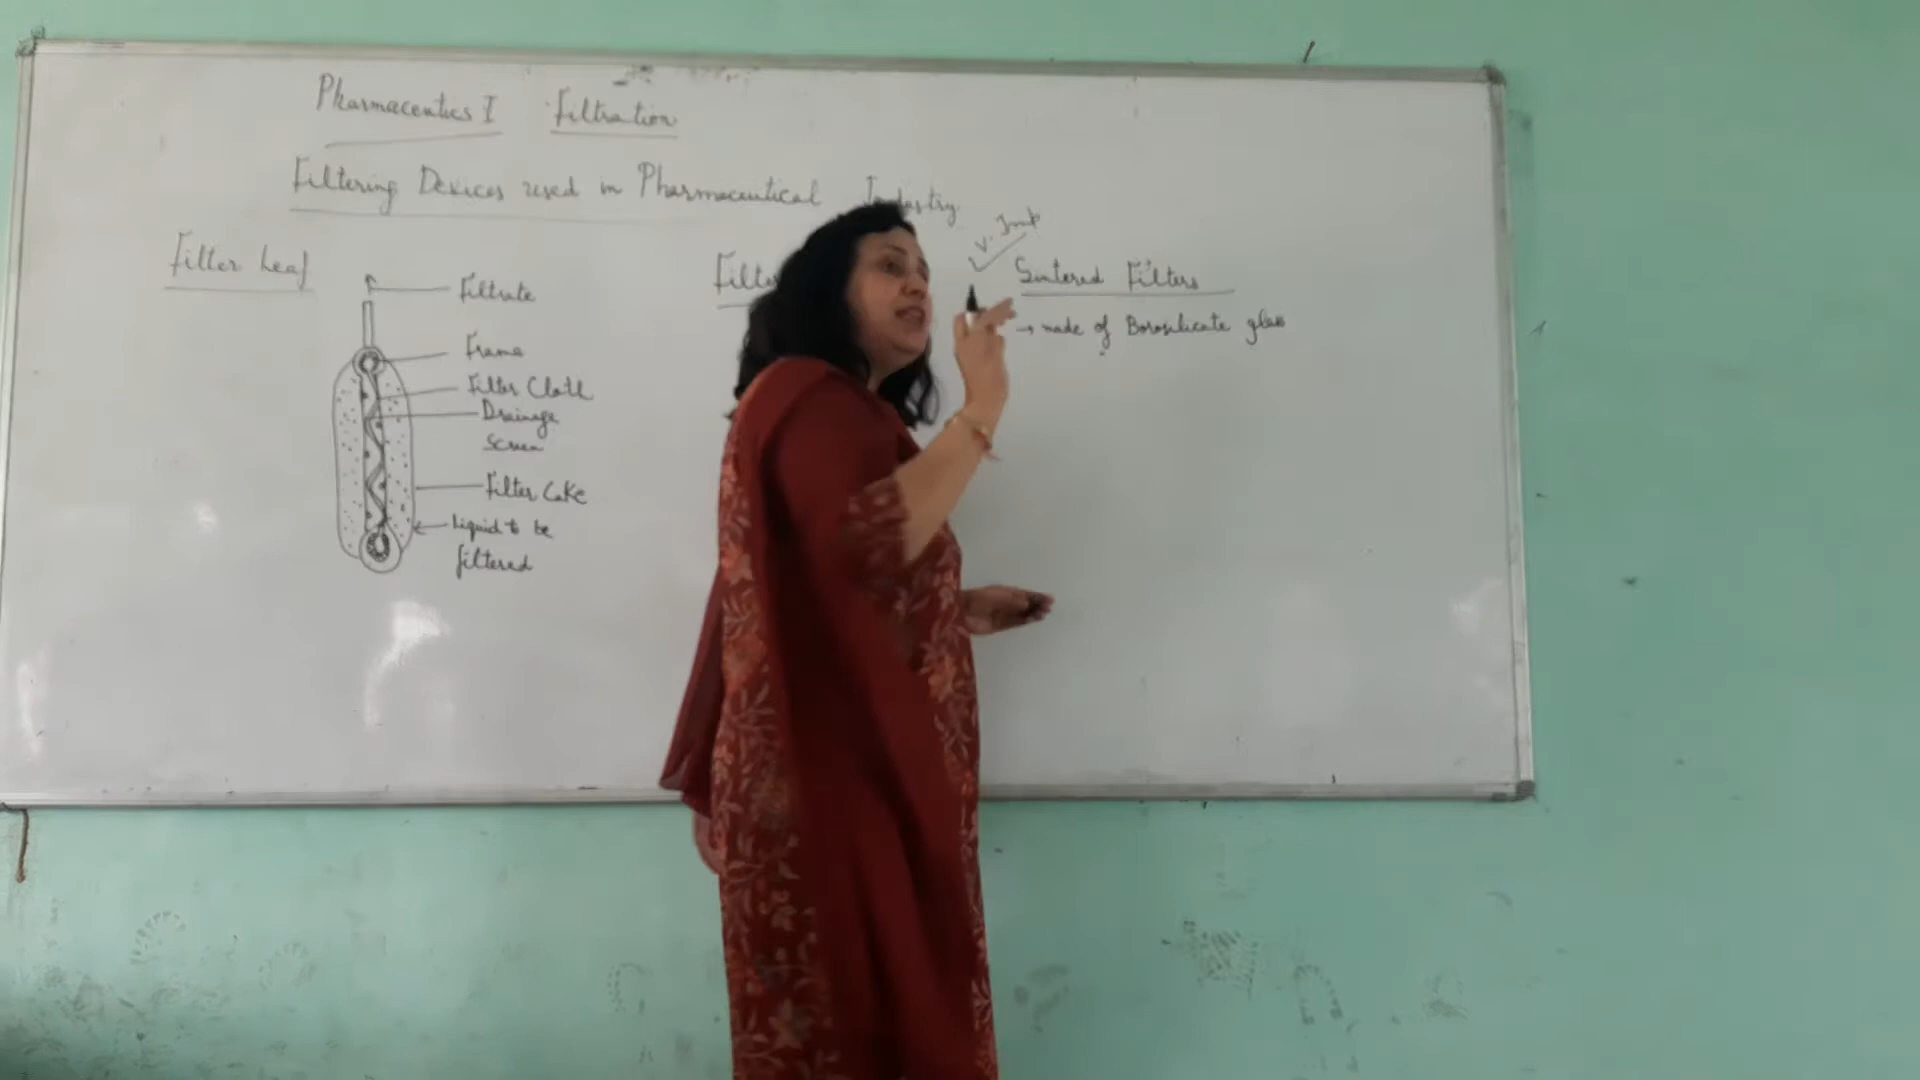 Pharmaceutics I Filtration
Filtering Devices used in Pharmaceutical Industry.
Filter Leaf
Filtrate
Frame
Filter Cloth
Drainage
Screen
Filter Cake
Liquid to be
filtered
V. Imp
Sintered Filters
→ made of Borosilicate glass